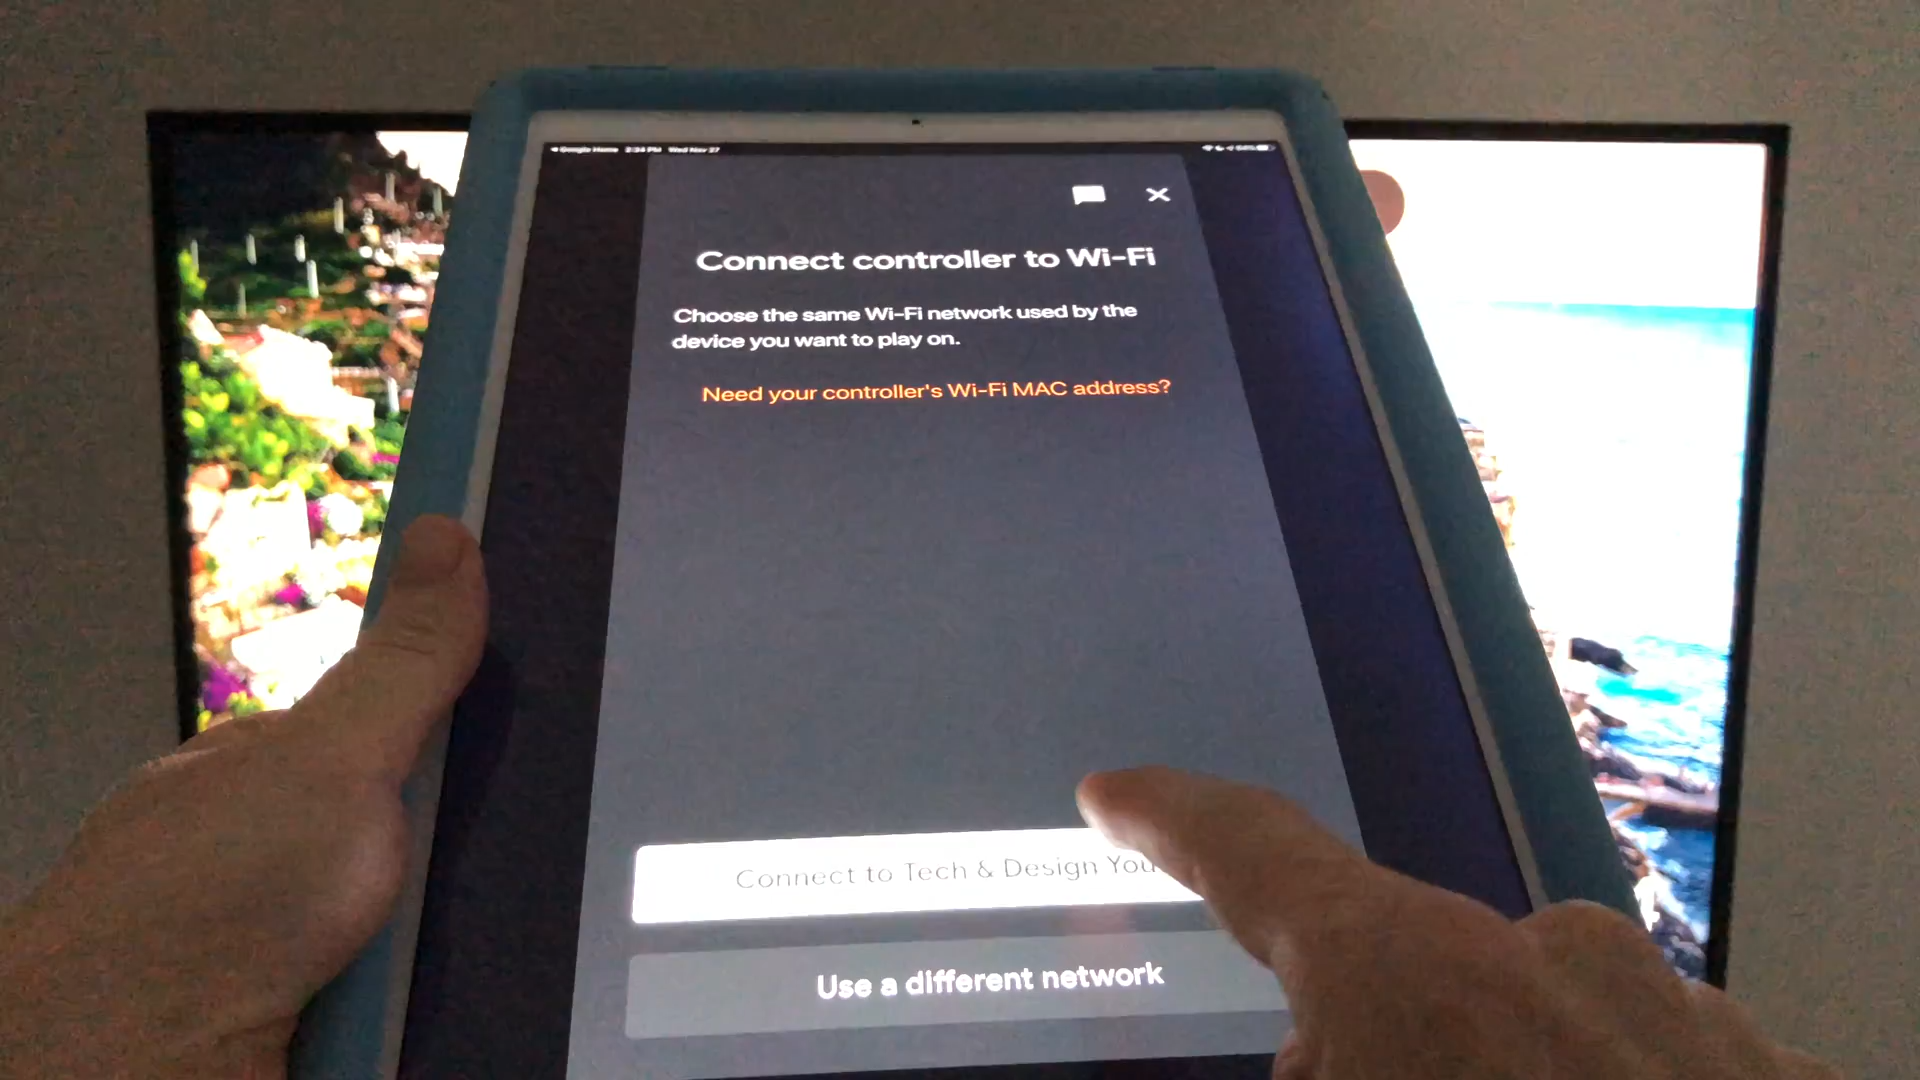 Google Home 2:34 PM Wed Nov 27
Connect controller to Wi-Fi
Choose the same Wi-Fi network used by the
device you want to play on.
Need your controller's Wi-Fi MAC address?
Connect to Tech & Design You
Use a different network